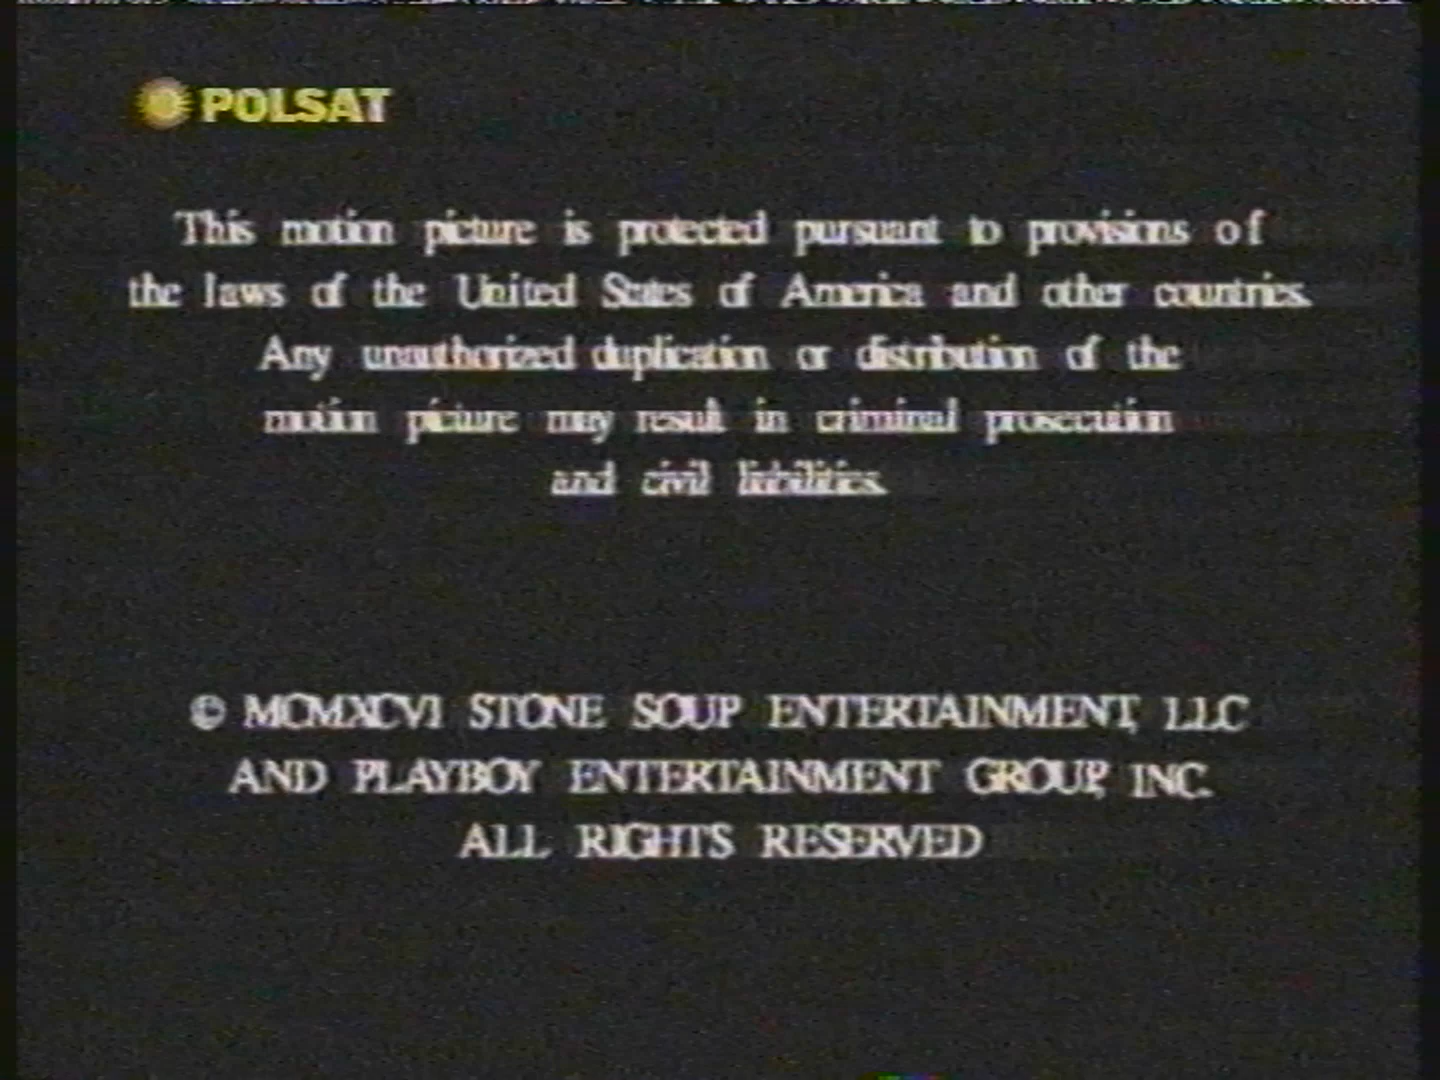 POLSAT
This motion picture is protected pursuant to provisions of
the laws of the United States of America and other countries.
Any unauthorized duplication or distribution of the
motion picture may result in criminal prosecution
and civil liabilities.
© MCMXCVI STONE SOUP ENTERTAINMENT, LLC
AND PLAYBOY ENTERTAINMENT GROUP, INC.
ALL RIGHTS RESERVED